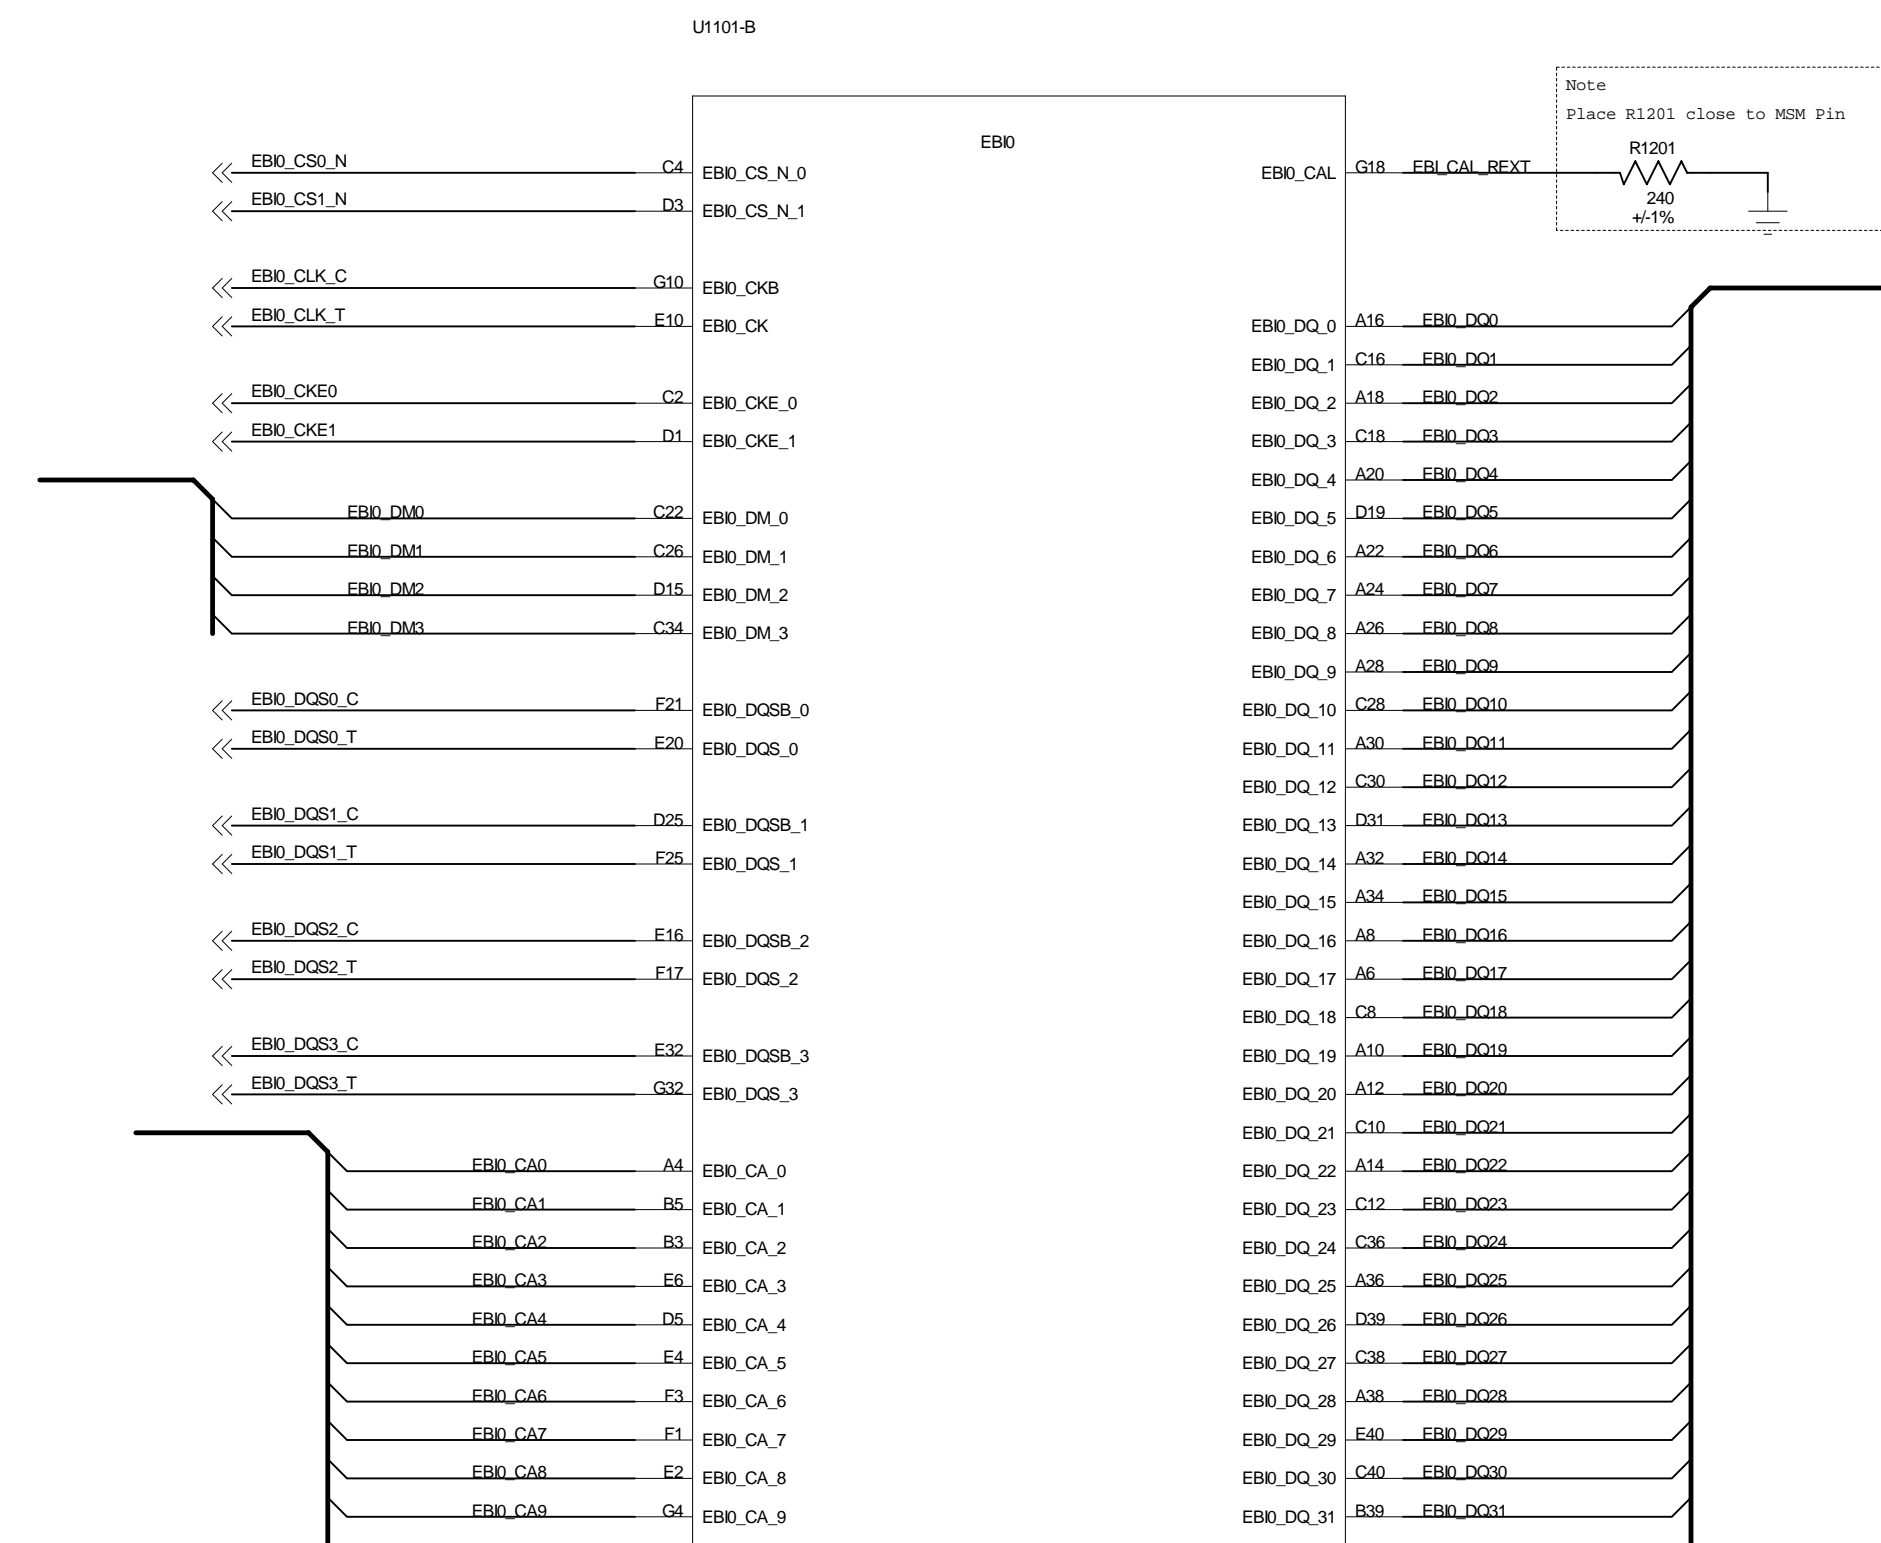 U1101-B
Note
Place R1201 close to MSM Pin
R1201
240
+/-1%
EBI0
EBI0_CS0_N C4 EBI0_CS_N_0
EBI0_CAL G18 EBI_CAL_REXT
EBI0_CS1_N D3 EBI0_CS_N_1
EBI0_CLK_C G10 EBI0_CKB
EBI0_CLK_T E10 EBI0_CK
EBI0_DQ_0 A16 EBI0_DQ0
EBI0_DQ_1 C16 EBI0_DQ1
EBI0_CKE0 C2 EBI0_CKE_0
EBI0_DQ_2 A18 EBI0_DQ2
EBI0_CKE1 D1 EBI0_CKE_1
EBI0_DQ_3 C18 EBI0_DQ3
EBI0_DQ_4 A20 EBI0_DQ4
EBI0_DM0 C22 EBI0_DM_0
EBI0_DQ_5 D19 EBI0_DQ5
EBI0_DM1 C26 EBI0_DM_1
EBI0_DQ_6 A22 EBI0_DQ6
EBI0_DM2 D15 EBI0_DM_2
EBI0_DQ_7 A24 EBI0_DQ7
EBI0_DM3 C34 EBI0_DM_3
EBI0_DQ_8 A26 EBI0_DQ8
EBI0_DQ_9 A28 EBI0_DQ9
EBI0_DQS0_C F21 EBI0_DQSB_0
EBI0_DQ_10 C28 EBI0_DQ10
EBI0_DQS0_T E20 EBI0_DQS_0
EBI0_DQ_11 A30 EBI0_DQ11
EBI0_DQ_12 C30 EBI0_DQ12
EBI0_DQS1_C D25 EBI0_DQSB_1
EBI0_DQ_13 D31 EBI0_DQ13
EBI0_DQS1_T F25 EBI0_DQS_1
EBI0_DQ_14 A32 EBI0_DQ14
EBI0_DQ_15 A34 EBI0_DQ15
EBI0_DQS2_C E16 EBI0_DQSB_2
EBI0_DQ_16 A8 EBI0_DQ16
EBI0_DQS2_T F17 EBI0_DQS_2
EBI0_DQ_17 A6 EBI0_DQ17
EBI0_DQ_18 C8 EBI0_DQ18
EBI0_DQS3_C E32 EBI0_DQSB_3
EBI0_DQ_19 A10 EBI0_DQ19
EBI0_DQS3_T G32 EBI0_DQS_3
EBI0_DQ_20 A12 EBI0_DQ20
EBI0_DQ_21 C10 EBI0_DQ21
EBI0_CA0 A4 EBI0_CA_0
EBI0_DQ_22 A14 EBI0_DQ22
EBI0_CA1 B5 EBI0_CA_1
EBI0_DQ_23 C12 EBI0_DQ23
EBI0_CA2 B3 EBI0_CA_2
EBI0_DQ_24 C36 EBI0_DQ24
EBI0_CA3 E6 EBI0_CA_3
EBI0_DQ_25 A36 EBI0_DQ25
EBI0_CA4 D5 EBI0_CA_4
EBI0_DQ_26 D39 EBI0_DQ26
EBI0_CA5 E4 EBI0_CA_5
EBI0_DQ_27 C38 EBI0_DQ27
EBI0_CA6 F3 EBI0_CA_6
EBI0_DQ_28 A38 EBI0_DQ28
EBI0_CA7 F1 EBI0_CA_7
EBI0_DQ_29 E40 EBI0_DQ29
EBI0_CA8 E2 EBI0_CA_8
EBI0_DQ_30 C40 EBI0_DQ30
EBI0_CA9 G4 EBI0_CA_9
EBI0_DQ_31 B39 EBI0_DQ31